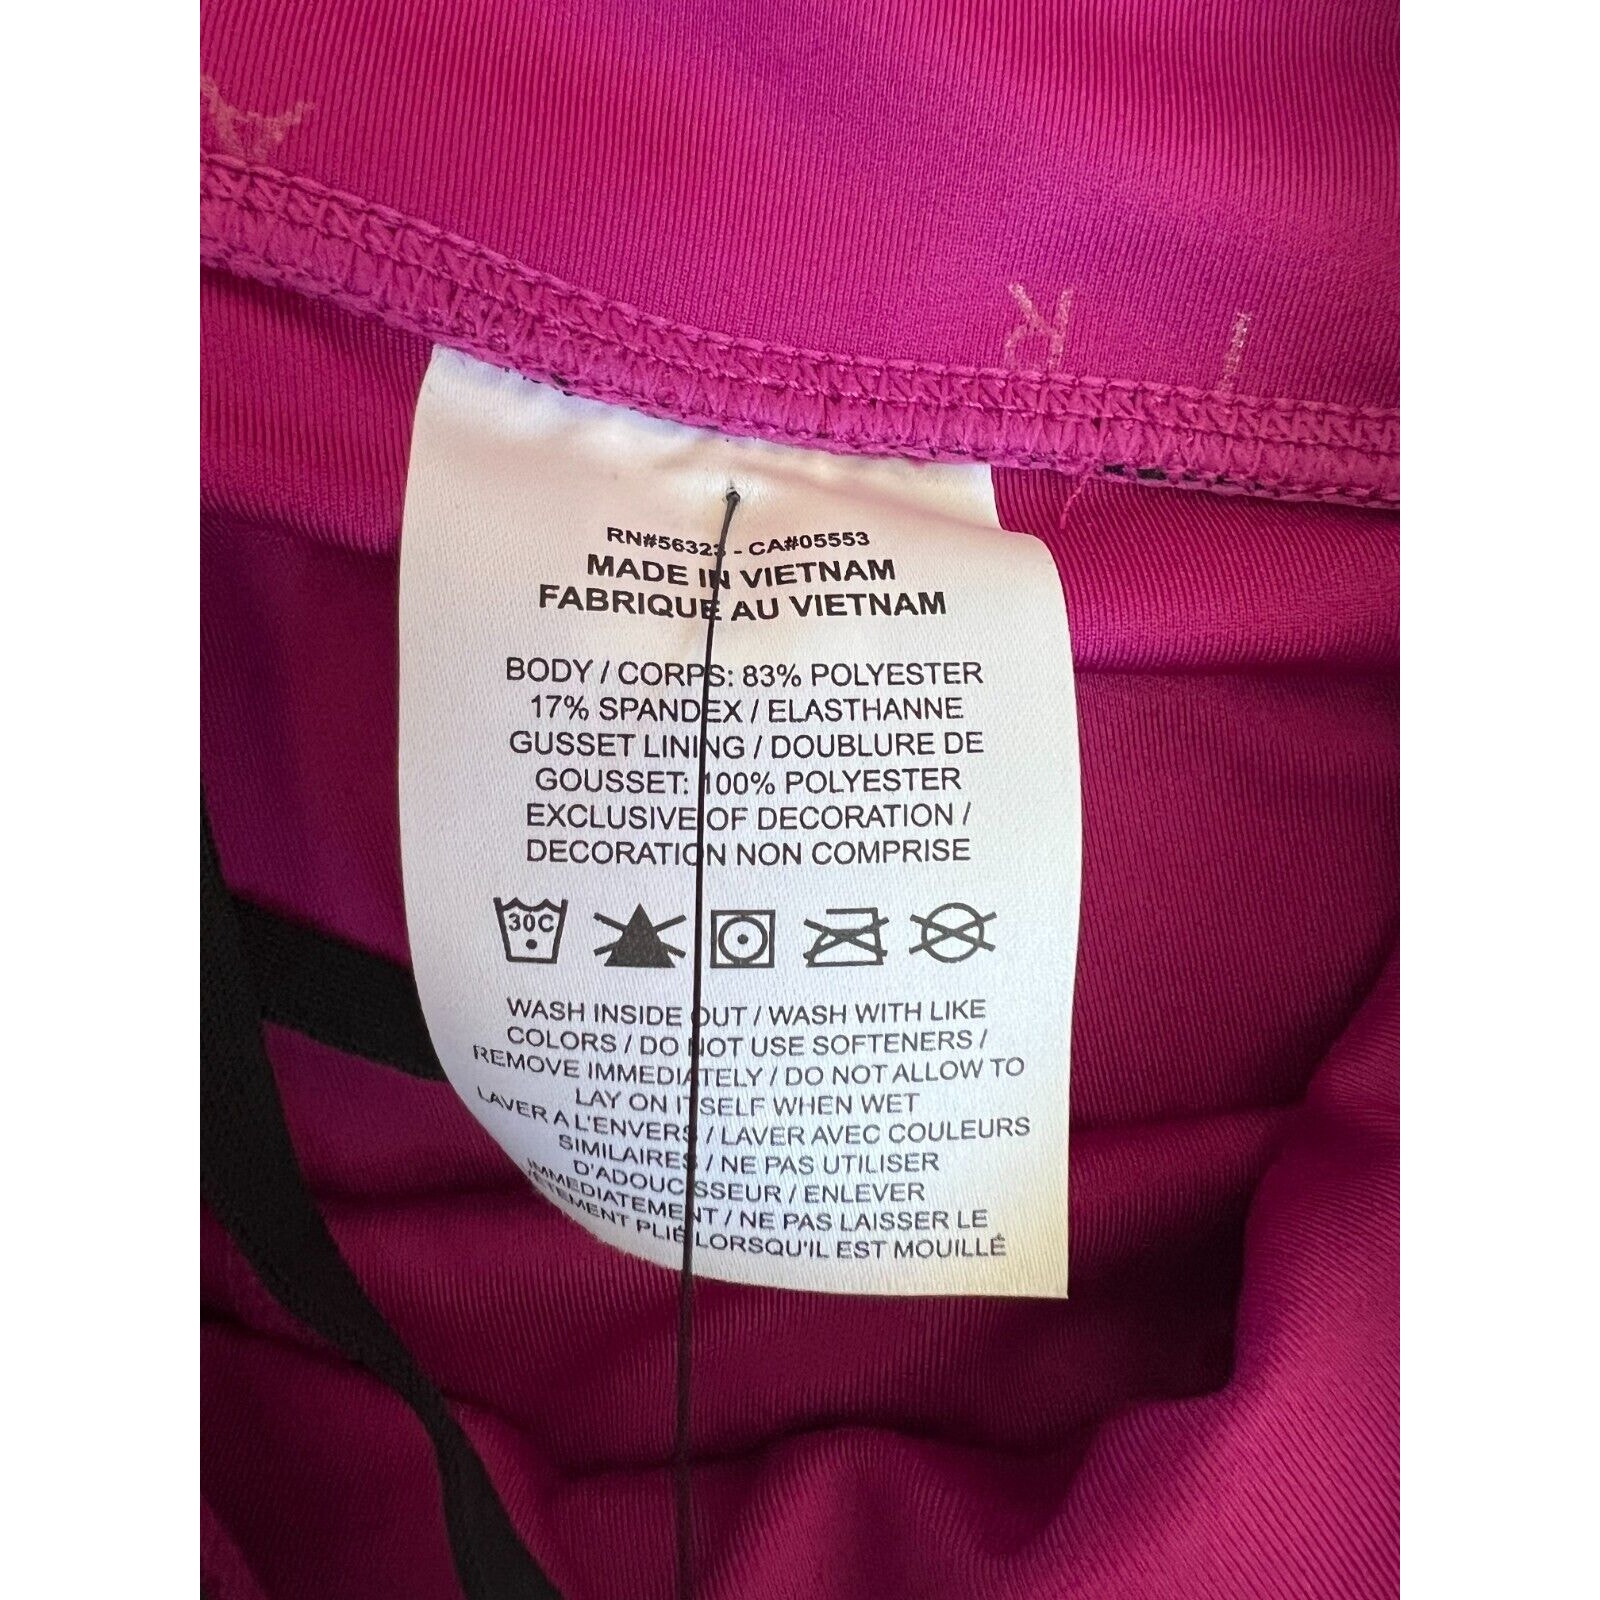 A
R
I
RN#56323 - CA#05553
MADE IN VIETNAM
FABRIQUE AU VIETNAM
BODY / CORPS: 83% POLYESTER
17% SPANDEX / ELASTHANNE
GUSSET LINING / DOUBLURE DE
GOUSSET: 100% POLYESTER
EXCLUSIVE OF DECORATION /
DECORATION NON COMPRISE
30C
WASH INSIDE OUT / WASH WITH LIKE
COLORS / DO NOT USE SOFTENERS /
REMOVE IMMEDIATELY / DO NOT ALLOW TO
LAY ON ITSELF WHEN WET
LAVER A L'ENVERS / LAVER AVEC COULEURS
SIMILAIRES / NE PAS UTILISER
D'ADOUCISSEUR / ENLEVER
IMMEDIATEMENT / NE PAS LAISSER LE
VETEMENT PLIÉ LORSQU'IL EST MOUILLÉ